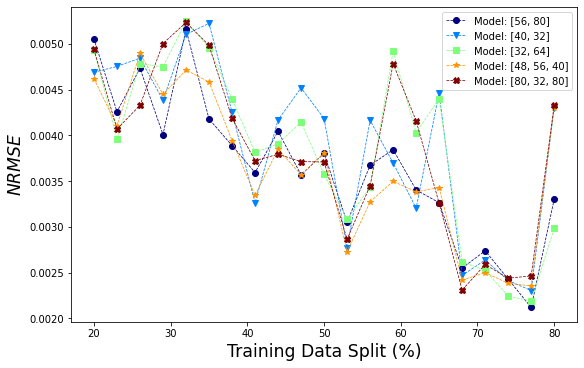 0.0050
0.0045
0.0040
0.0035
0.0030
0.0025
0.0020
NRMSE
20
30
40
50
60
70
80
Training Data Split (%)
Model: [56, 80]
Model: [40, 32]
Model: [32, 64]
Model: [48, 56, 40]
Model: [80, 32, 80]